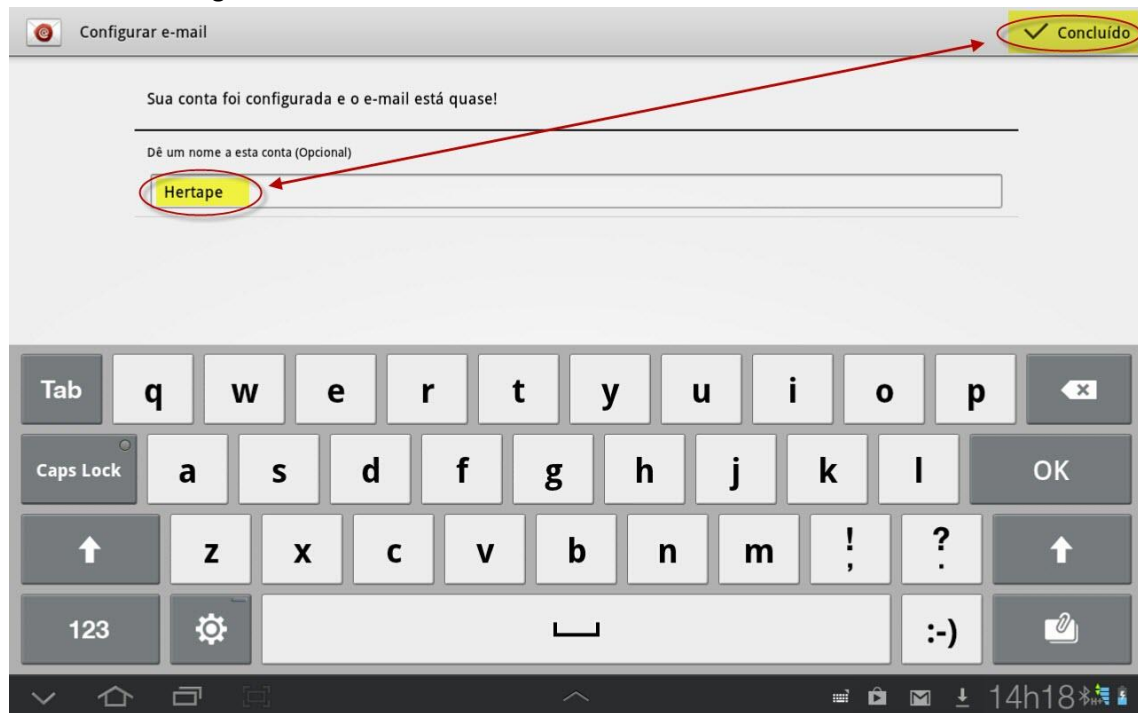 Configurar e-mail
Concluído
Sua conta foi configurada e o e-mail está quase!
Dê um nome a esta conta (Opcional)
Hertape
Tab q w e r t y u i o p
Caps Lock a s d f g h j k l OK
z x c v b n m ! , ? .
123 :-)
14h18